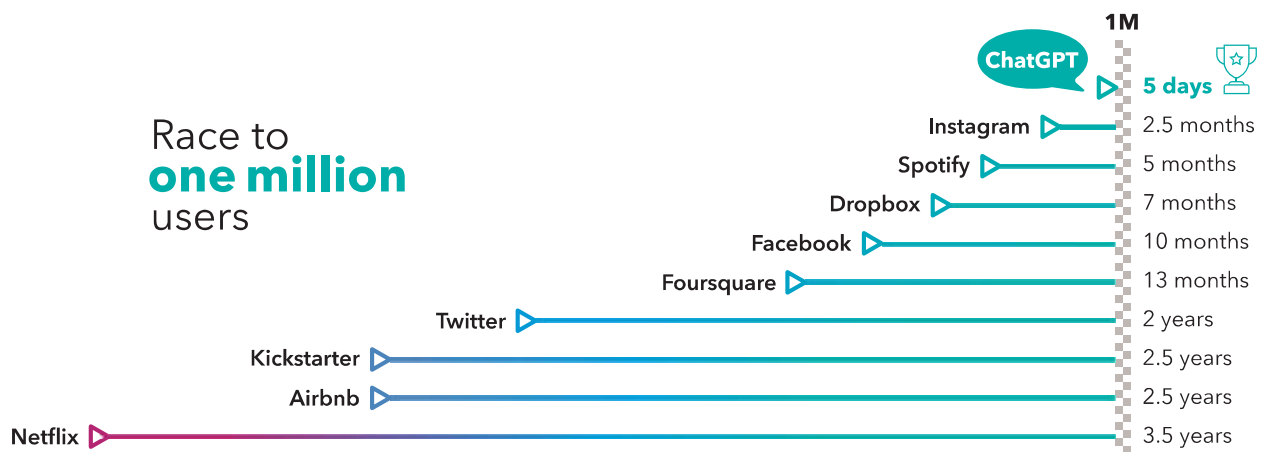 1M
ChatGPT
5 days
Race to
one million
users
Instagram 2.5 months
Spotify 5 months
Dropbox 7 months
Facebook 10 months
Foursquare 13 months
Twitter 2 years
Kickstarter 2.5 years
Airbnb 2.5 years
Netflix 3.5 years